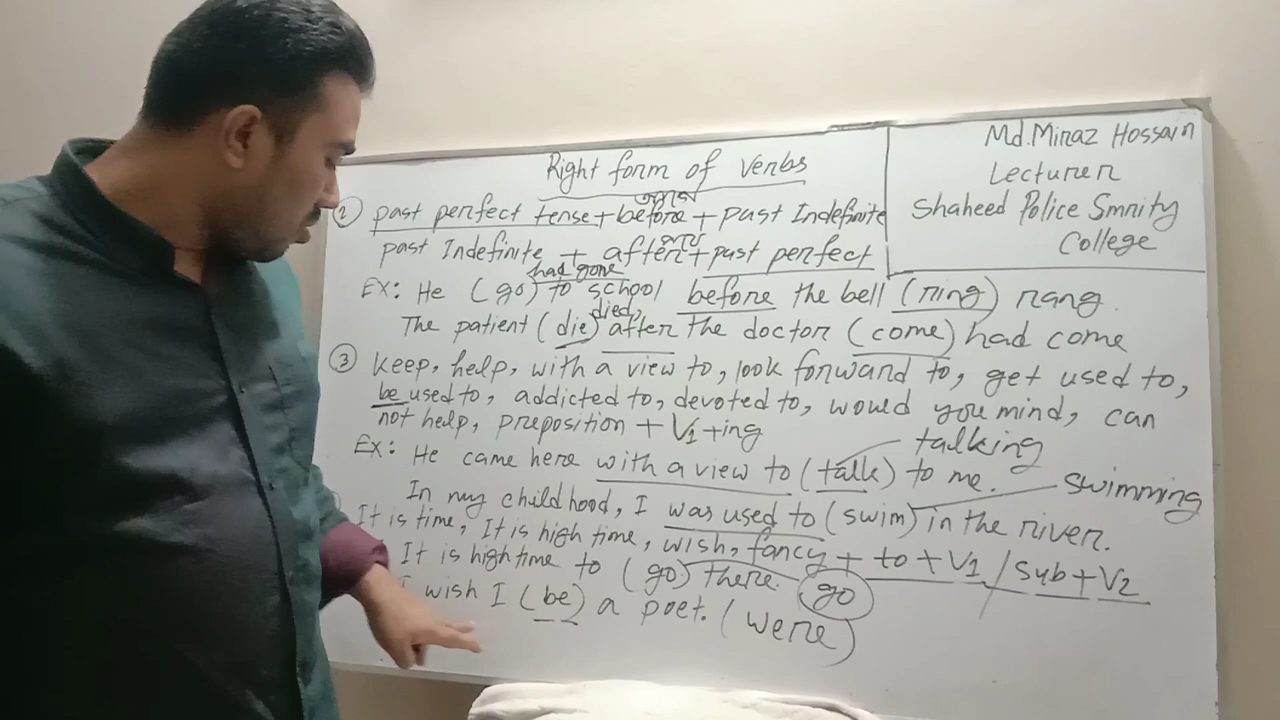 Right form of verbs
Md.Minaz Hossain
Lecturer
Shaheed Police Smrity
College
② past perfect tense + before + past Indefinite
past Indefinite + after + past perfect
had gone
Ex: He (go) to school before the bell (ring) rang.
died
The patient (die) after the doctor (come) had come
③ Keep, help, with a view to, look forward to, get used to,
be used to, addicted to, devoted to, would you mind, can
not help, preposition + V1+ing
talking
Ex: He came here with a view to (talk) to me.
swimming
In my childhood, I was used to (swim) in the river.
It is time, It is high time, wish, fancy + to + V1 / sub + V2
It is high time to (go) there. go
I wish I (be) a poet. (were)